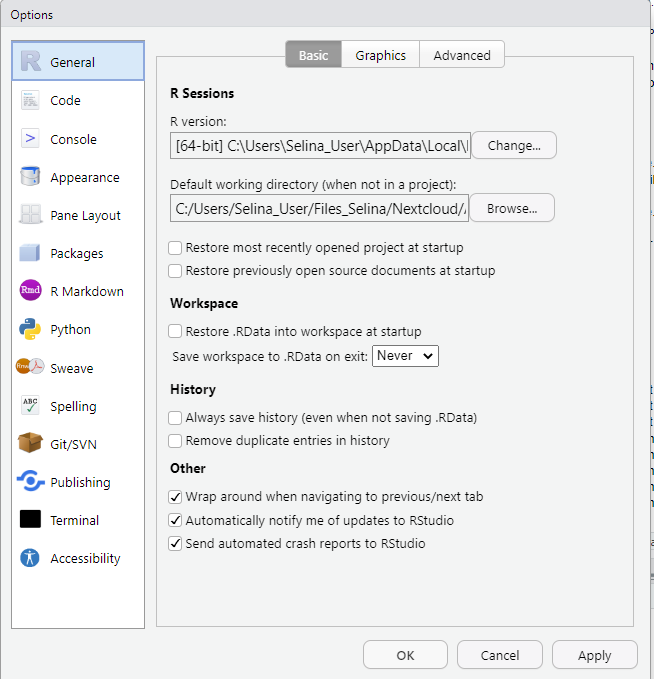 Options
General
Code
Console
Appearance
Pane Layout
Packages
Rmd R Markdown
Python
Rnw Sweave
ABC Spelling
Git/SVN
Publishing
Terminal
Accessibility
Basic Graphics Advanced
R Sessions
R version:
[64-bit] C:\Users\Selina_User\AppData\Local\ Change...
Default working directory (when not in a project):
C:/Users/Selina_User/Files_Selina/Nextcloud/ Browse...
Restore most recently opened project at startup
Restore previously open source documents at startup
Workspace
Restore .RData into workspace at startup
Save workspace to .RData on exit: Never
History
Always save history (even when not saving .RData)
Remove duplicate entries in history
Other
Wrap around when navigating to previous/next tab
Automatically notify me of updates to RStudio
Send automated crash reports to RStudio
OK Cancel Apply